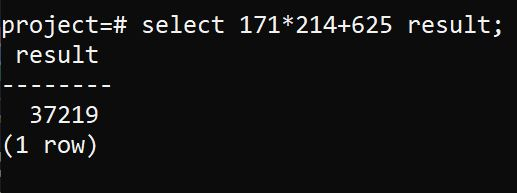 project=# select 171*214+625 result;
 result
--------
  37219
(1 row)